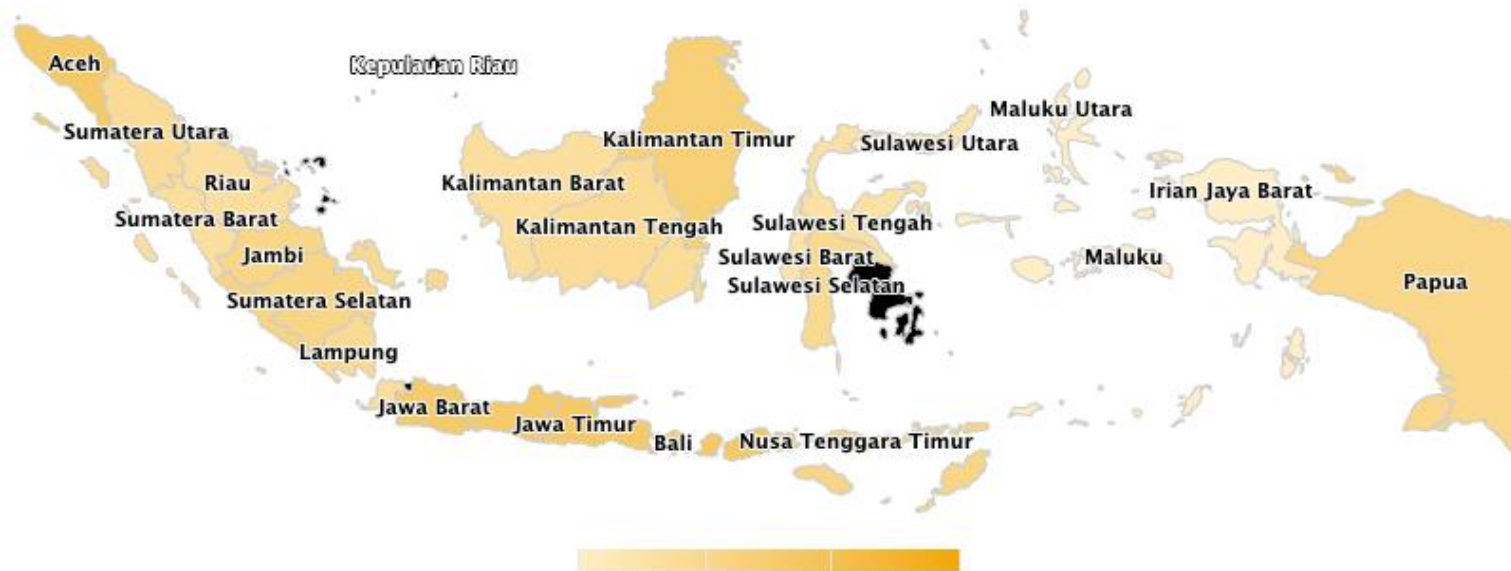 Aceh
Kepulauan Riau
Maluku Utara
Sumatera Utara
Kalimantan Timur
Sulawesi Utara
Riau
Kalimantan Barat
Irian Jaya Barat
Sumatera Barat
Kalimantan Tengah
Sulawesi Tengah
Jambi
Sulawesi Barat
Maluku
Sulawesi Selatan
Papua
Sumatera Selatan
Lampung
Jawa Barat
Jawa Timur
Bali
Nusa Tenggara Timur